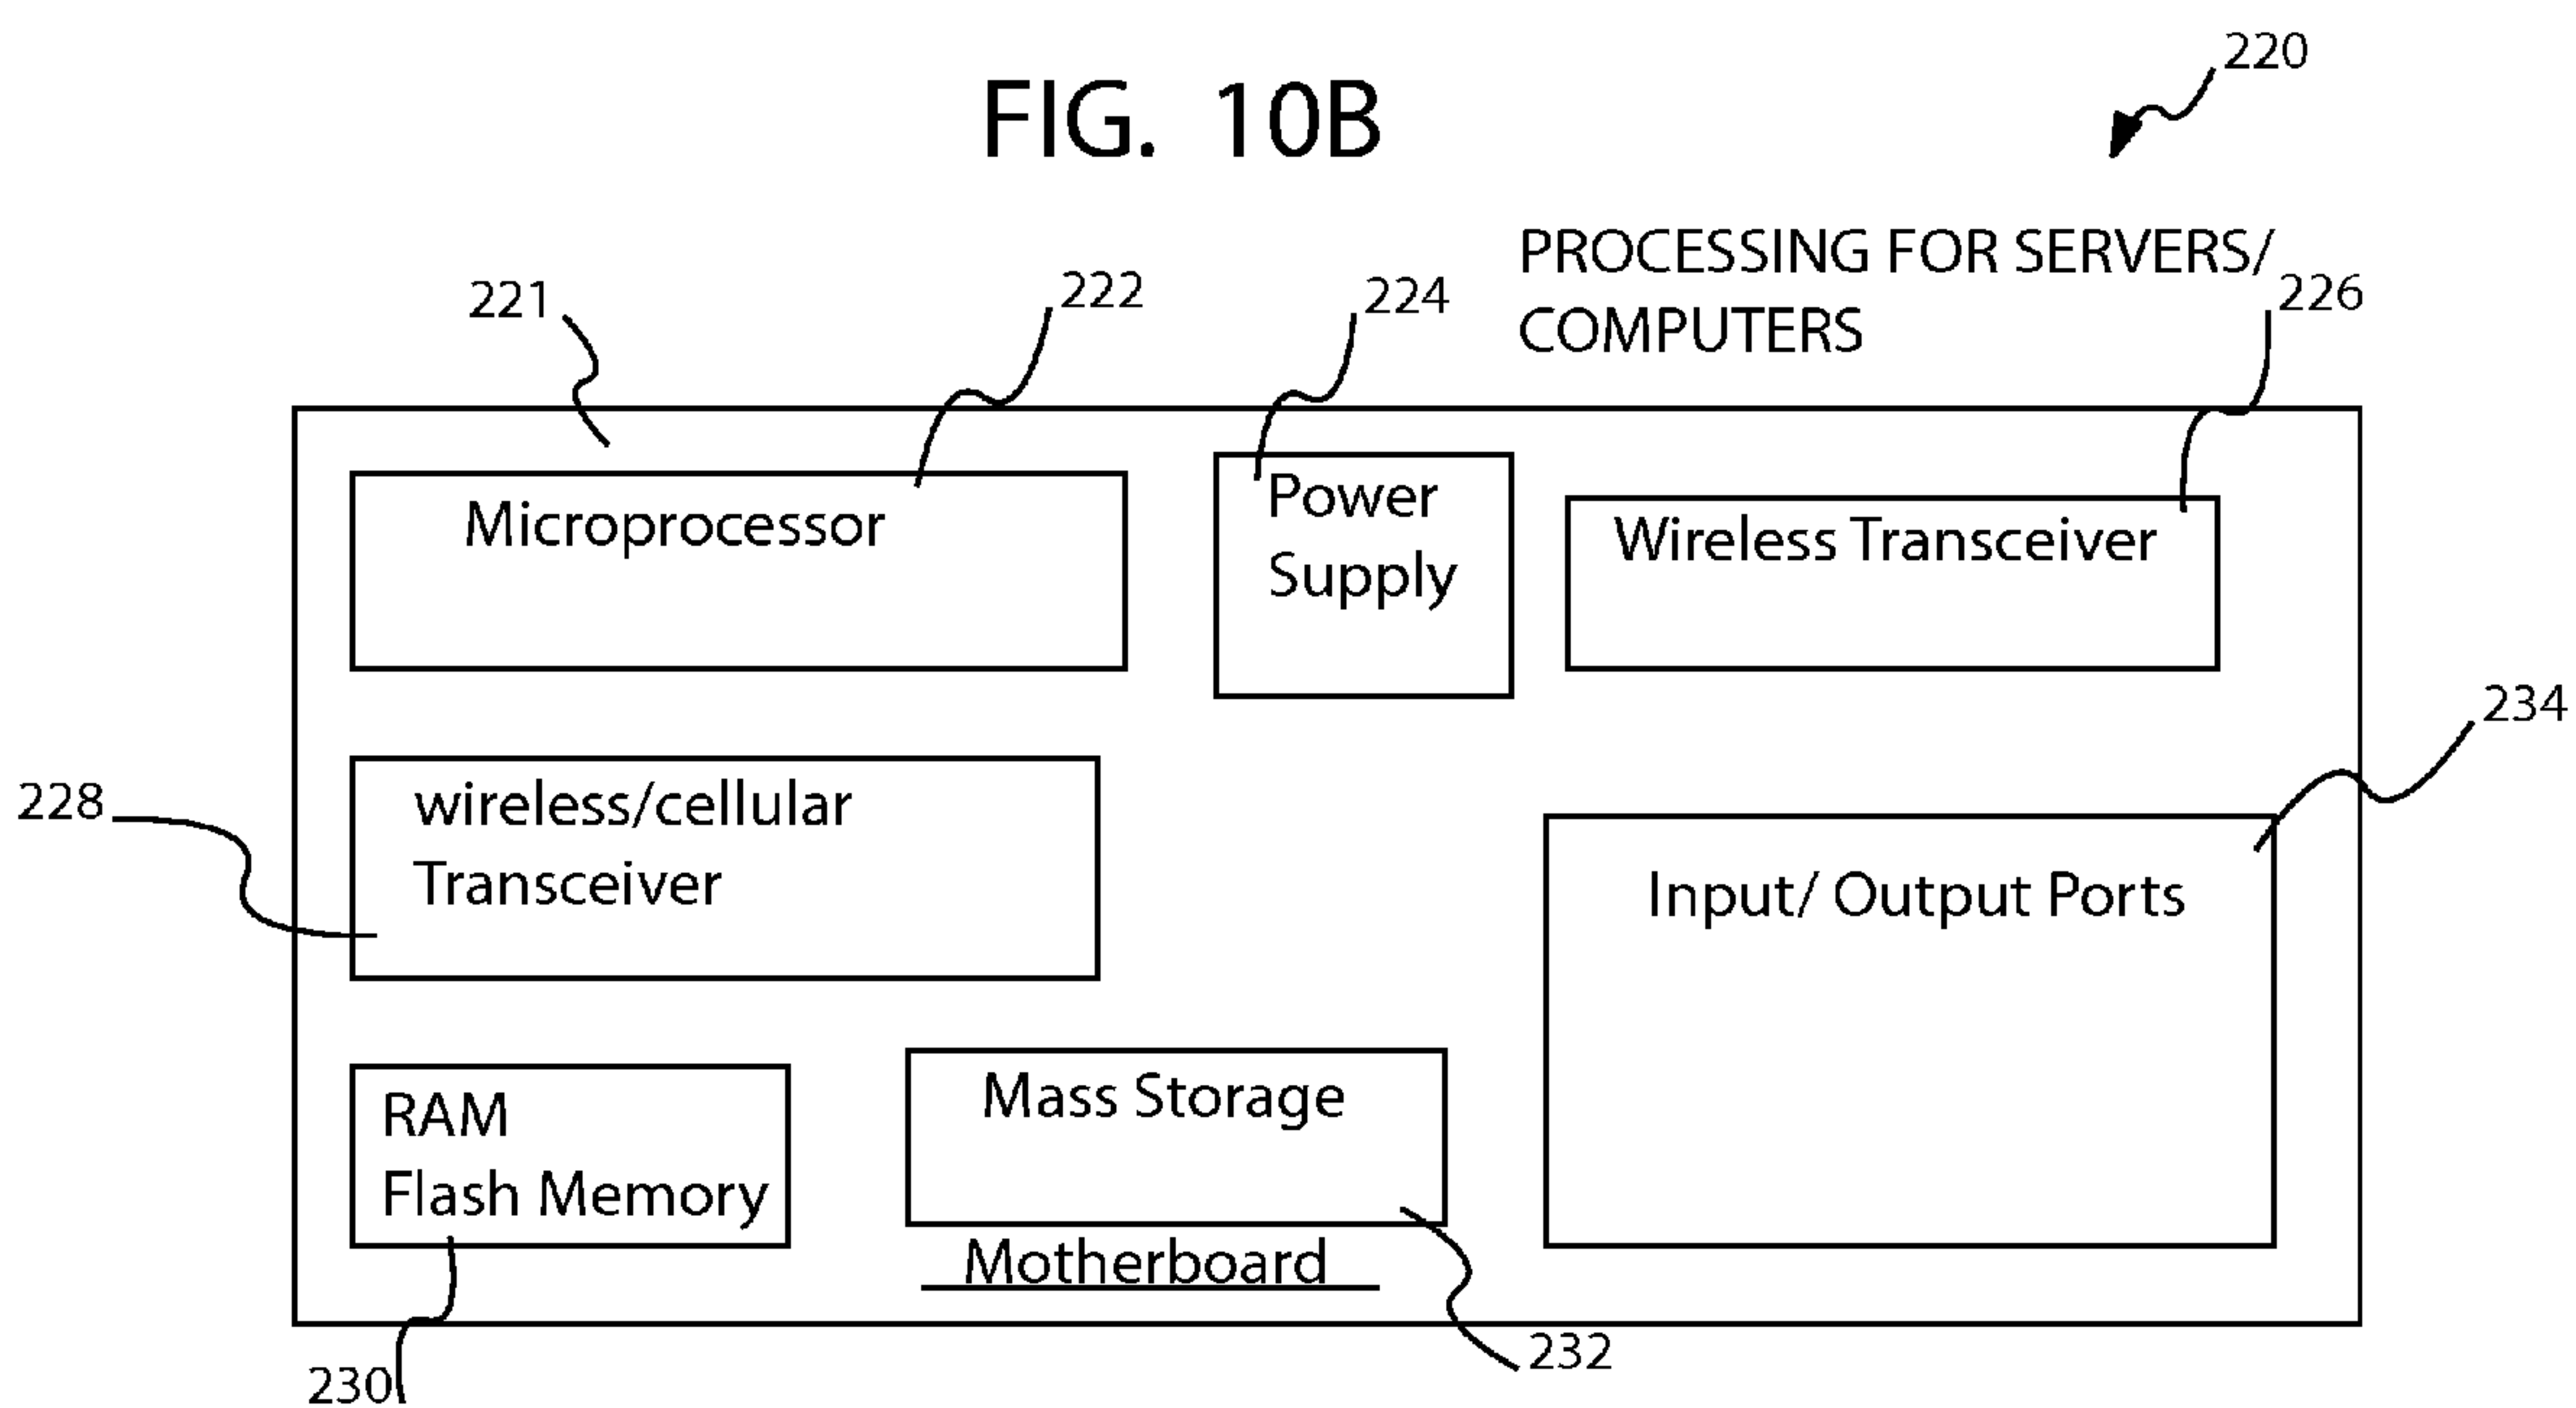 FIG. 10B
220
PROCESSING FOR SERVERS/
COMPUTERS
221
222
224
226
Microprocessor
Power
Supply
Wireless Transceiver
234
228
wireless/cellular
Transceiver
Input/ Output Ports
RAM
Flash Memory
Mass Storage
Motherboard
230
232